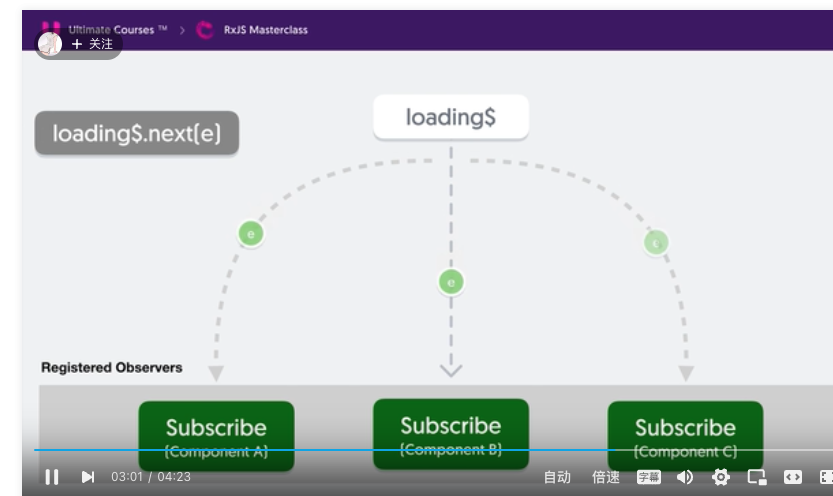 Ultimate Courses ™ > RxJS Masterclass
+ 关注
loading$
loading$.next(e)
e
e
e
Registered Observers
Subscribe
(Component A)
Subscribe
(Component B)
Subscribe
(Component C)
03:01 / 04:23
自动
倍速
字幕